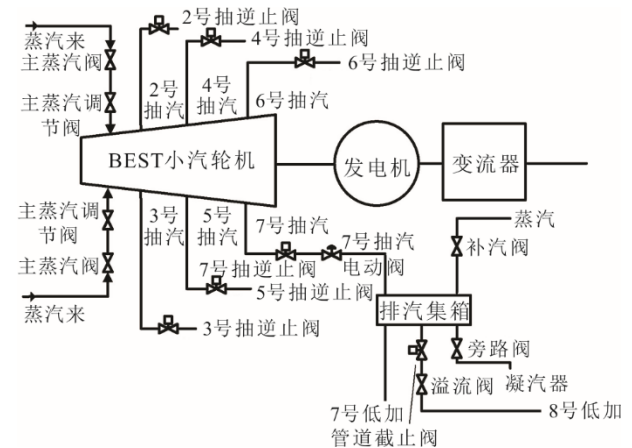 2号抽逆止阀
蒸汽来
主蒸汽阀
4号抽逆止阀
6号抽逆止阀
2号
抽汽
4号
抽汽
6号抽汽
主蒸汽调
节阀
BEST小汽轮机
发电机
变流器
主蒸汽调
节阀
3号
抽汽
5号
抽汽
7号抽汽
7号抽汽
电动阀
蒸汽
补汽阀
主蒸汽阀
7号抽逆止阀
5号抽逆止阀
蒸汽来
3号抽逆止阀
排汽集箱
旁路阀
溢流阀
凝汽器
7号低加
8号低加
管道截止阀